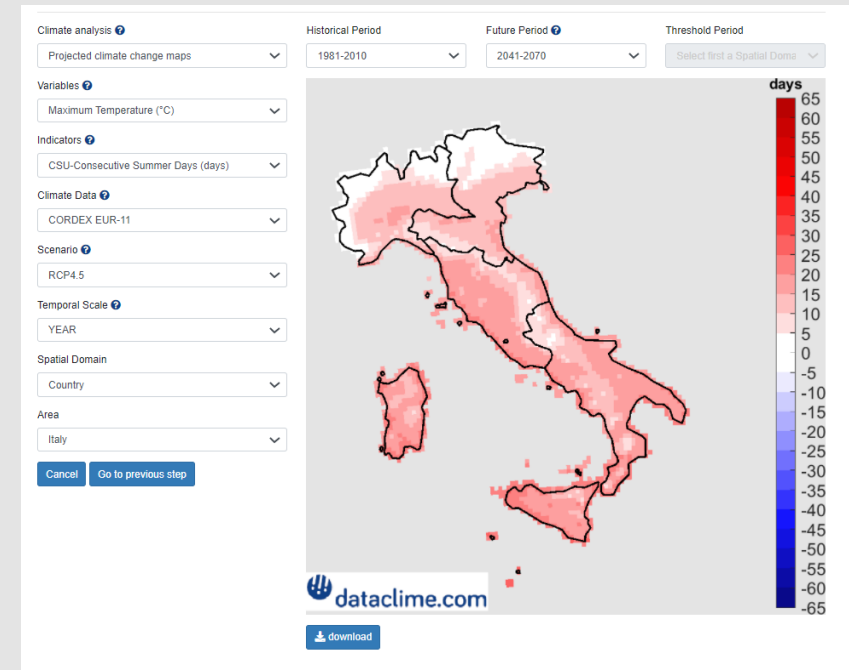 Climate analysis ?
Projected climate change maps
Variables ?
Maximum Temperature (°C)
Indicators ?
CSU-Consecutive Summer Days (days)
Climate Data ?
CORDEX EUR-11
Scenario ?
RCP4.5
Temporal Scale ?
YEAR
Spatial Domain
Country
Area
Italy
Cancel Go to previous step
Historical Period
1981-2010
Future Period ?
2041-2070
Threshold Period
Select first a Spatial Doma
days
65
60
55
50
45
40
35
30
25
20
15
10
5
0
-5
-10
-15
-20
-25
-30
-35
-40
-45
-50
-55
-60
-65
dataclime.com
download